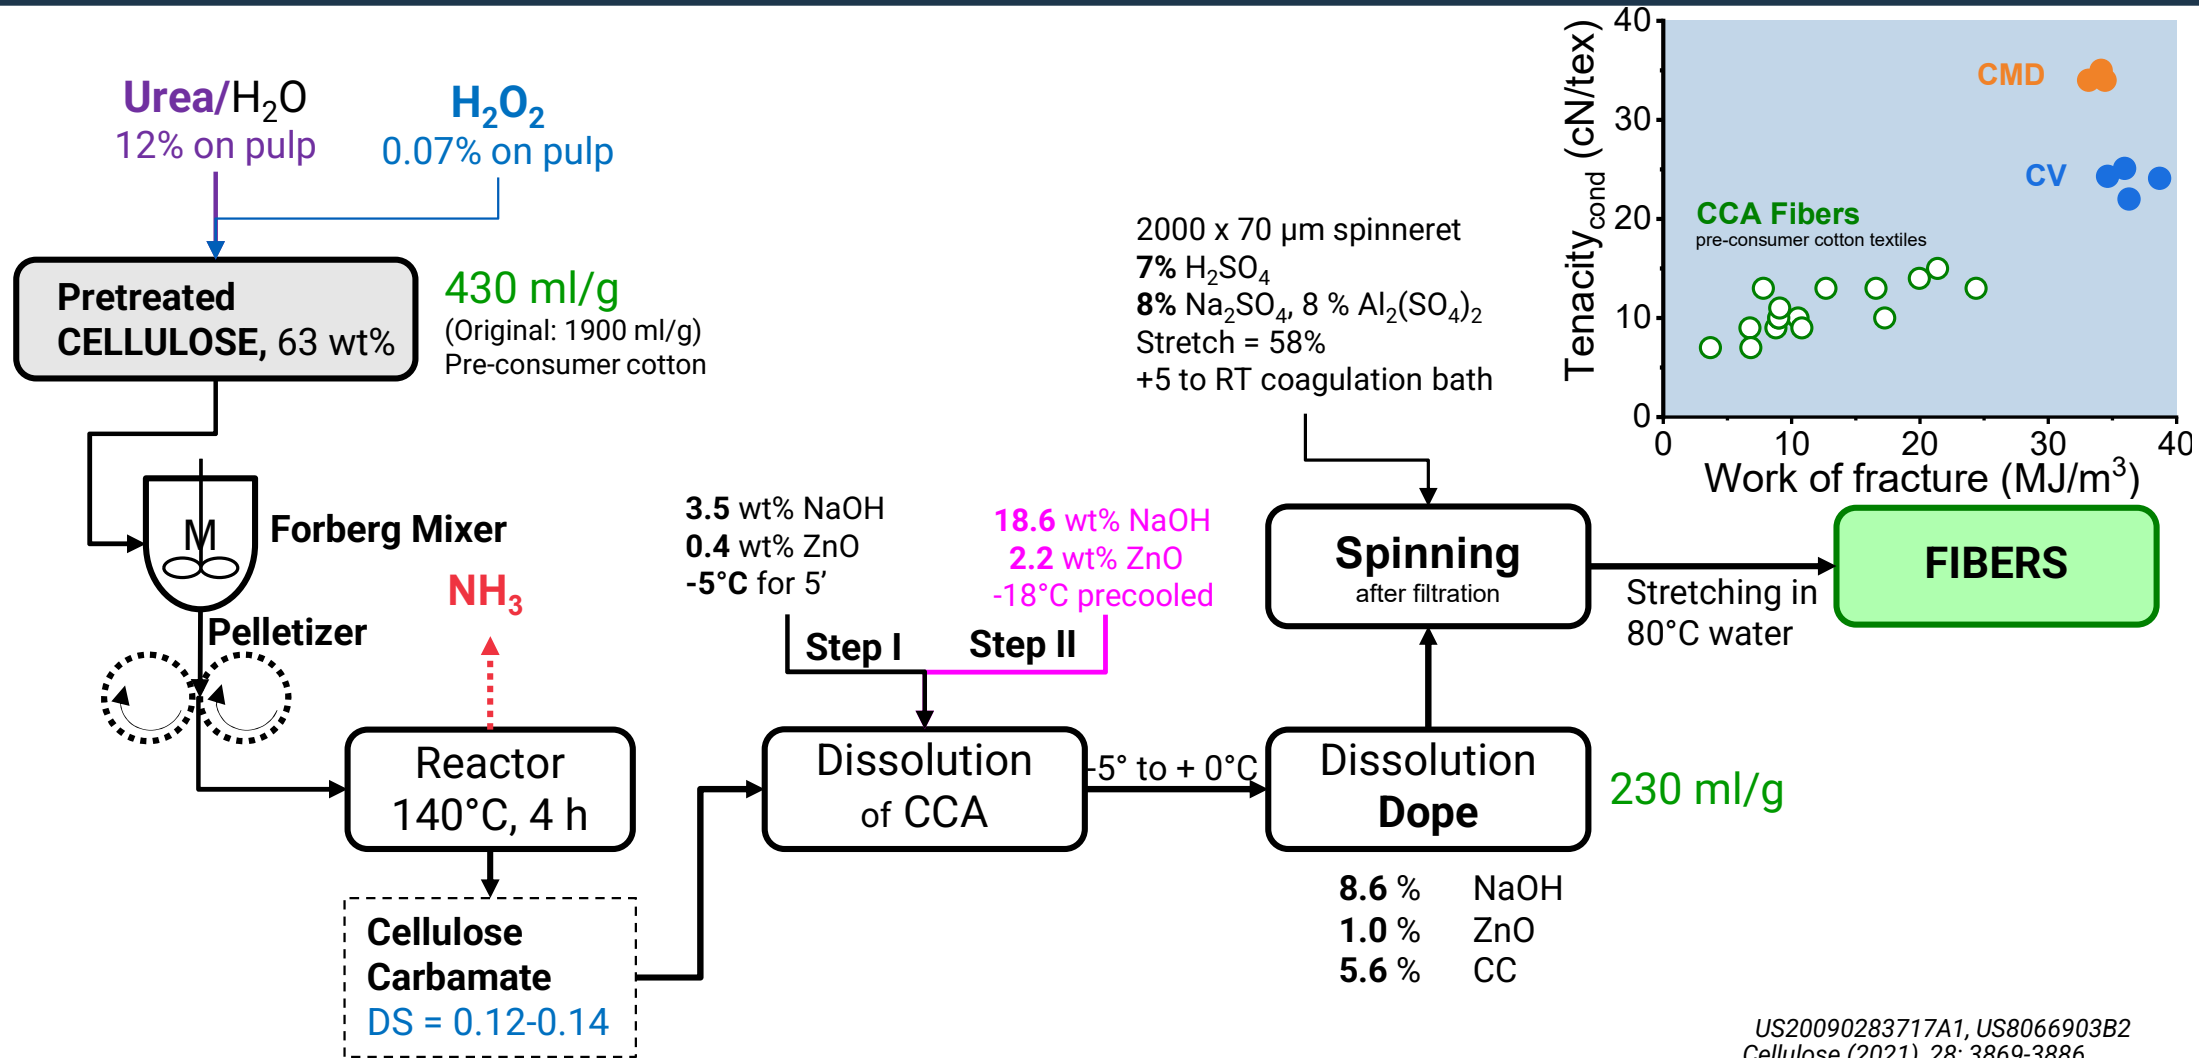 Urea/H₂O
12% on pulp
H₂O₂
0.07% on pulp
Pretreated
CELLULOSE, 63 wt%
430 ml/g
(Original: 1900 ml/g)
Pre-consumer cotton
M
Forberg Mixer
Pelletizer
NH₃
Reactor
140°C, 4 h
Cellulose
Carbamate
DS = 0.12-0.14
3.5 wt% NaOH
0.4 wt% ZnO
-5°C for 5’
Step I
18.6 wt% NaOH
2.2 wt% ZnO
-18°C precooled
Step II
Dissolution
of CCA
-5° to + 0°C
Dissolution
Dope
230 ml/g
8.6 % NaOH
1.0 % ZnO
5.6 % CC
2000 x 70 µm spinneret
7% H₂SO₄
8% Na₂SO₄, 8 % Al₂(SO₄)₂
Stretch = 58%
+5 to RT coagulation bath
Spinning
after filtration
Stretching in
80°C water
FIBERS
Tenacity_cond (cN/tex)
40
30
20
10
0
CMD
CV
CCA Fibers
pre-consumer cotton textiles
0 10 20 30 40
Work of fracture (MJ/m³)
US20090283717A1, US8066903B2
Cellulose (2021), 28: 3869-3886